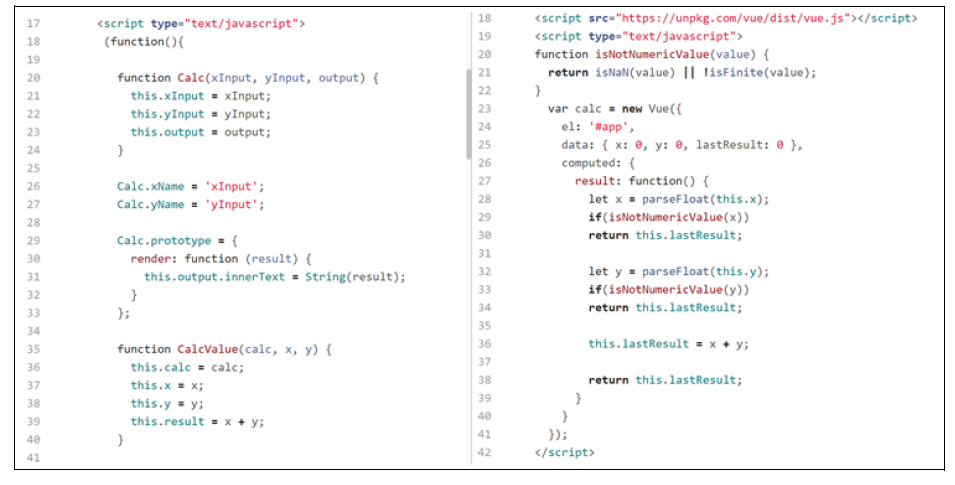 17 <script type="text/javascript">
18 (function(){
19
20 function Calc(xInput, yInput, output) {
21 this.xInput = xInput;
22 this.yInput = yInput;
23 this.output = output;
24 }
25
26 Calc.xName = 'xInput';
27 Calc.yName = 'yInput';
28
29 Calc.prototype = {
30 render: function (result) {
31 this.output.innerText = String(result);
32 }
33 };
34
35 function CalcValue(calc, x, y) {
36 this.calc = calc;
37 this.x = x;
38 this.y = y;
39 this.result = x + y;
40 }
41
18 <script src="https://unpkg.com/vue/dist/vue.js"></script>
19 <script type="text/javascript">
20 function isNotNumericValue(value) {
21 return isNaN(value) || !isFinite(value);
22 }
23 var calc = new Vue({
24 el: '#app',
25 data: { x: 0, y: 0, lastResult: 0 },
26 computed: {
27 result: function() {
28 let x = parseFloat(this.x);
29 if(isNotNumericValue(x))
30 return this.lastResult;
31
32 let y = parseFloat(this.y);
33 if(isNotNumericValue(y))
34 return this.lastResult;
35
36 this.lastResult = x + y;
37
38 return this.lastResult;
39 }
40 }
41 });
42 </script>